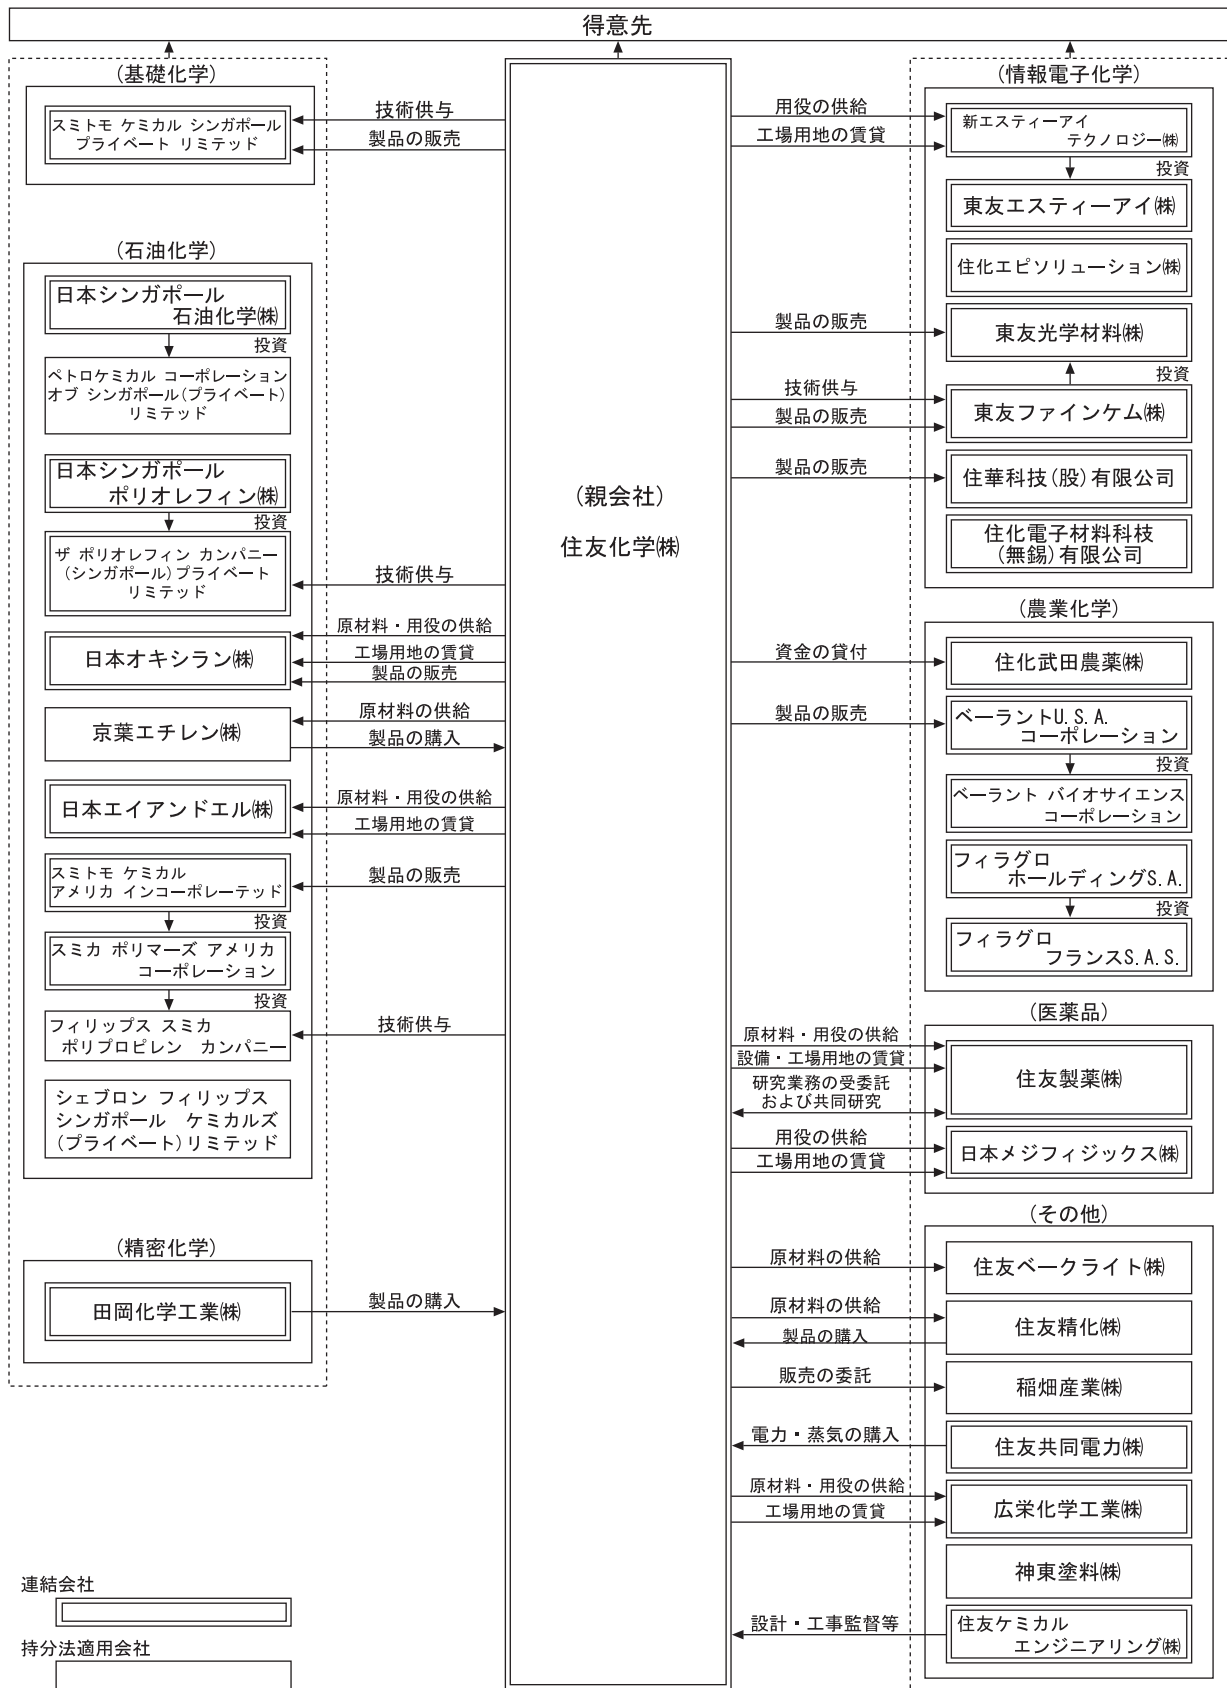 得意先
(基礎化学)
スミトモ ケミカル シンガポール
プライベート リミテッド
技術供与
製品の販売
(石油化学)
日本シンガポール
石油化学㈱
投資
ペトロケミカル コーポレーション
オブ シンガポール(プライベート)
リミテッド
日本シンガポール
ポリオレフィン㈱
投資
ザ ポリオレフィン カンパニー
(シンガポール)プライベート
リミテッド
技術供与
日本オキシラン㈱
原材料・用役の供給
工場用地の賃貸
製品の販売
京葉エチレン㈱
原材料の供給
製品の購入
日本エイアンドエル㈱
原材料・用役の供給
工場用地の賃貸
スミトモ ケミカル
アメリカ インコーポレーテッド
製品の販売
投資
スミカ ポリマーズ アメリカ
コーポレーション
投資
フィリップス スミカ
ポリプロピレン カンパニー
技術供与
シェブロン フィリップス
シンガポール ケミカルズ
(プライベート)リミテッド
(精密化学)
田岡化学工業㈱
製品の購入
連結会社
持分法適用会社
(親会社)
住友化学㈱
(情報電子化学)
用役の供給
工場用地の賃貸
新エスティーアイ
テクノロジー㈱
投資
東友エスティーアイ㈱
住化エピソリューション㈱
製品の販売
東友光学材料㈱
投資
技術供与
製品の販売
東友ファインケム㈱
製品の販売
住華科技(股)有限公司
住化電子材料科技
(無錫)有限公司
(農業化学)
資金の貸付
住化武田農薬㈱
製品の販売
ベーラントU.S.A.
コーポレーション
投資
ベーラント バイオサイエンス
コーポレーション
フィラグロ
ホールディングS.A.
投資
フィラグロ
フランスS.A.S.
(医薬品)
原材料・用役の供給
設備・工場用地の賃貸
研究業務の受委託
および共同研究
住友製薬㈱
用役の供給
工場用地の賃貸
日本メジフィジックス㈱
(その他)
原材料の供給
住友ベークライト㈱
原材料の供給
製品の購入
住友精化㈱
販売の委託
稲畑産業㈱
電力・蒸気の購入
住友共同電力㈱
原材料・用役の供給
工場用地の賃貸
広栄化学工業㈱
神東塗料㈱
設計・工事監督等
住友ケミカル
エンジニアリング㈱